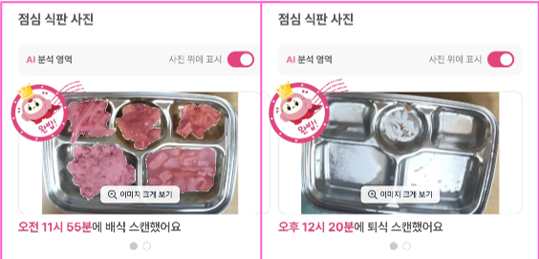 점심 식판 사진
AI 분석 영역 사진 위에 표시
완밥!
이미지 크게 보기
오전 11시 55분에 배식 스캔했어요
점심 식판 사진
AI 분석 영역 사진 위에 표시
완밥!
이미지 크게 보기
오후 12시 20분에 퇴식 스캔했어요